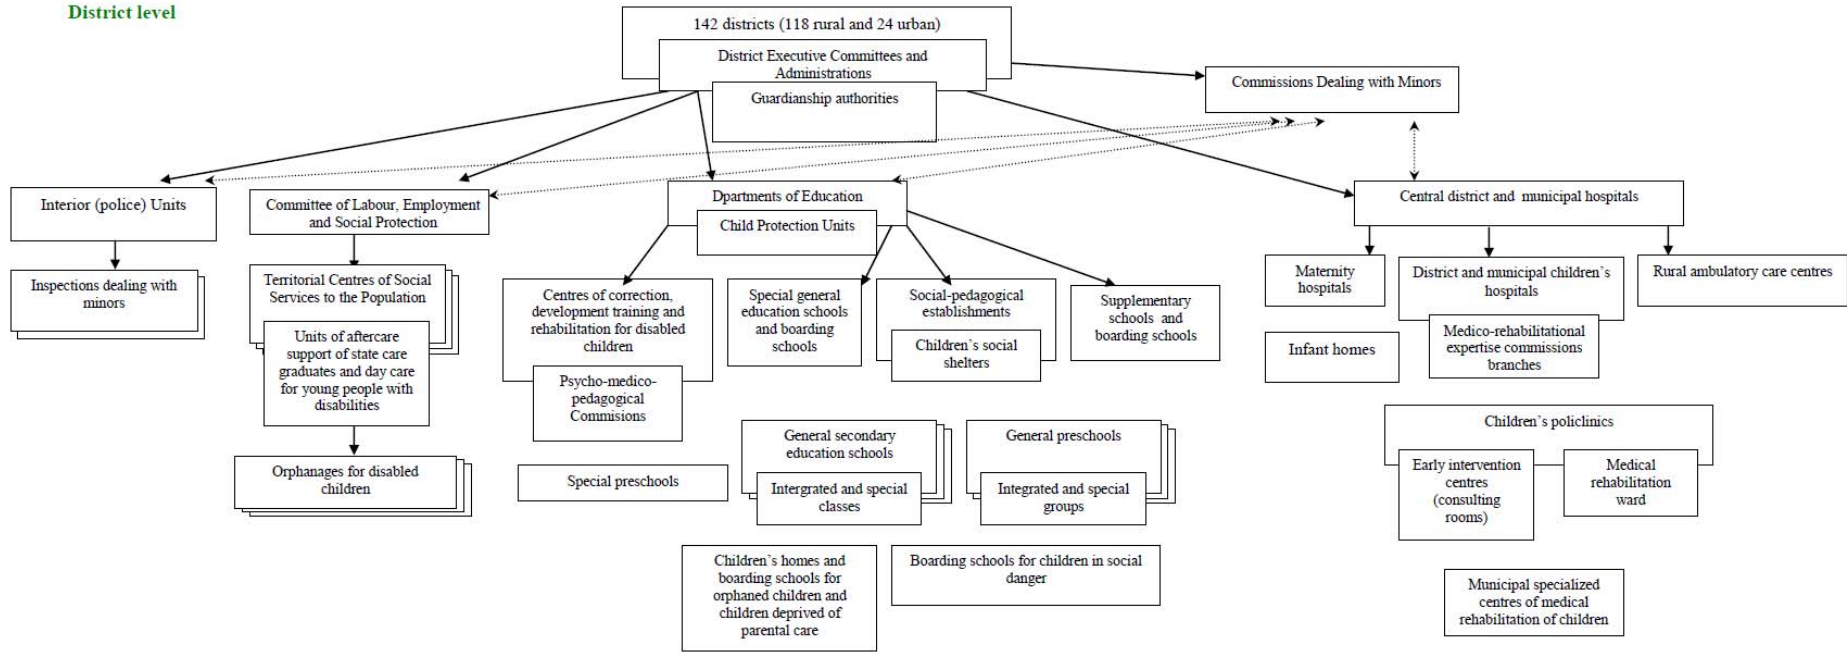 District level
142 districts (118 rural and 24 urban)
District Executive Committees and
Administrations
Guardianship authorities
Commissions Dealing with Minors
Interior (police) Units
Committee of Labour, Employment
and Social Protection
Dpartments of Education
Child Protection Units
Central district and municipal hospitals
Inspections dealing with
minors
Territorial Centres of Social
Services to the Population
Units of aftercare
support of state care
graduates and day care
for young people with
disabilities
Orphanages for disabled
children
Centres of correction,
development training and
rehabilitation for disabled
children
Psycho-medico-
pedagogical
Commisions
Special general
education schools
and boarding
schools
Social-pedagogical
establishments
Children’s social
shelters
Supplementary
schools and
boarding schools
Maternity
hospitals
District and municipal children’s
hospitals
Medico-rehabilitational
expertise commissions
branches
Rural ambulatory care centres
Infant homes
Special preschools
General secondary
education schools
Intergrated and special
classes
General preschools
Integrated and special
groups
Children’s policlinics
Early intervention
centres
(consulting
rooms)
Medical
rehabilitation
ward
Children’s homes and
boarding schools for
orphaned children and
children deprived of
parental care
Boarding schools for children in social
danger
Municipal specialized
centres of medical
rehabilitation of children